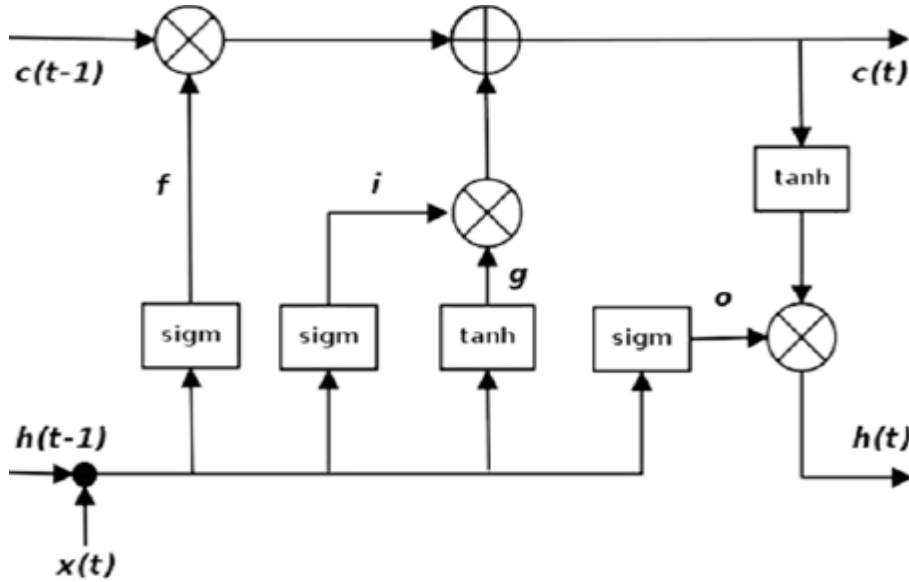 c(t-1)
c(t)
tanh
f
i
g
o
sigm
sigm
tanh
sigm
h(t-1)
h(t)
x(t)